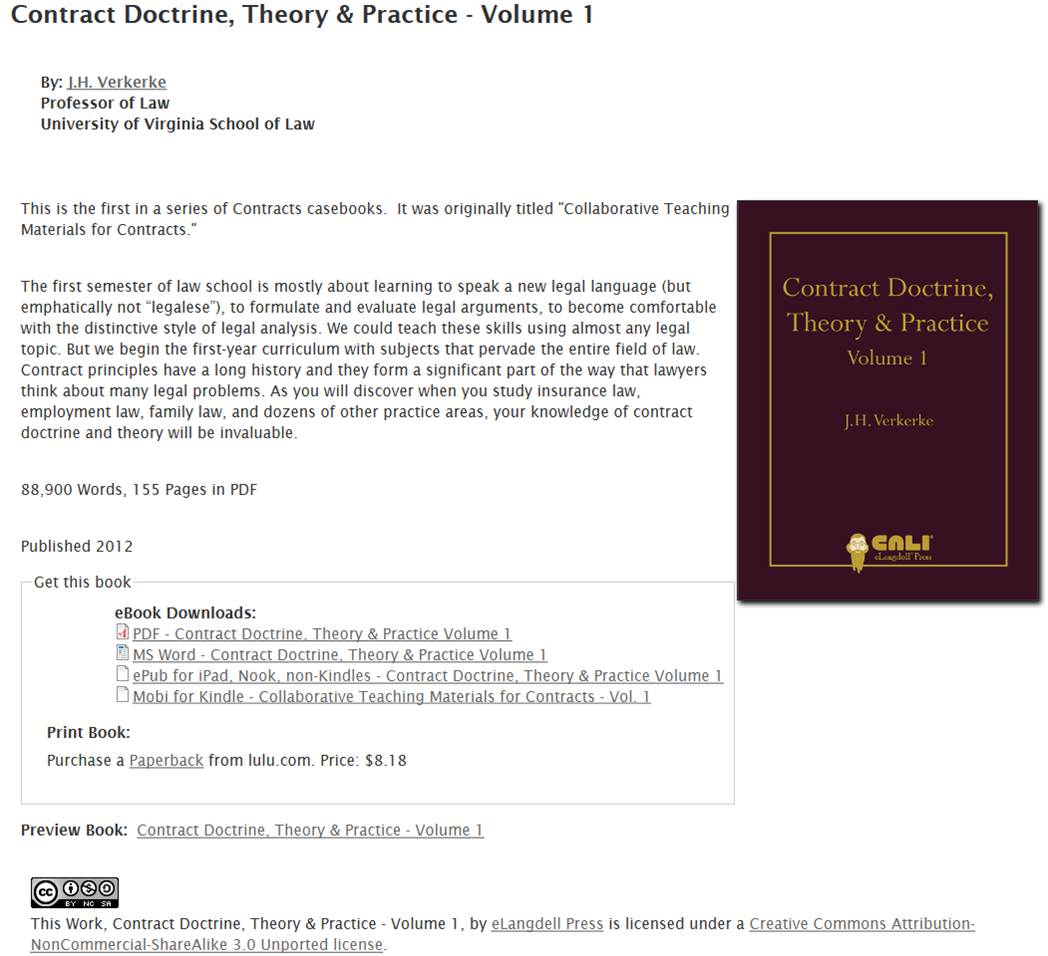 Contract Doctrine, Theory & Practice - Volume 1
By: J.H. Verkerke
Professor of Law
University of Virginia School of Law
This is the first in a series of Contracts casebooks.  It was originally titled "Collaborative Teaching
Materials for Contracts."
The first semester of law school is mostly about learning to speak a new legal language (but
emphatically not “legalese”), to formulate and evaluate legal arguments, to become comfortable
with the distinctive style of legal analysis. We could teach these skills using almost any legal
topic. But we begin the first-year curriculum with subjects that pervade the entire field of law.
Contract principles have a long history and they form a significant part of the way that lawyers
think about many legal problems. As you will discover when you study insurance law,
employment law, family law, and dozens of other practice areas, your knowledge of contract
doctrine and theory will be invaluable.
88,900 Words, 155 Pages in PDF
Published 2012
Contract Doctrine,
Theory & Practice
Volume 1
J.H. Verkerke
CALI®
eLangdell® Press
Get this book
eBook Downloads:
PDF - Contract Doctrine, Theory & Practice Volume 1
MS Word - Contract Doctrine, Theory & Practice Volume 1
ePub for iPad, Nook, non-Kindles - Contract Doctrine, Theory & Practice Volume 1
Mobi for Kindle - Collaborative Teaching Materials for Contracts - Vol. 1
Print Book:
Purchase a Paperback from lulu.com. Price: $8.18
Preview Book:  Contract Doctrine, Theory & Practice - Volume 1
cc
BY NC SA
This Work, Contract Doctrine, Theory & Practice - Volume 1, by eLangdell Press is licensed under a Creative Commons Attribution-
NonCommercial-ShareAlike 3.0 Unported license.